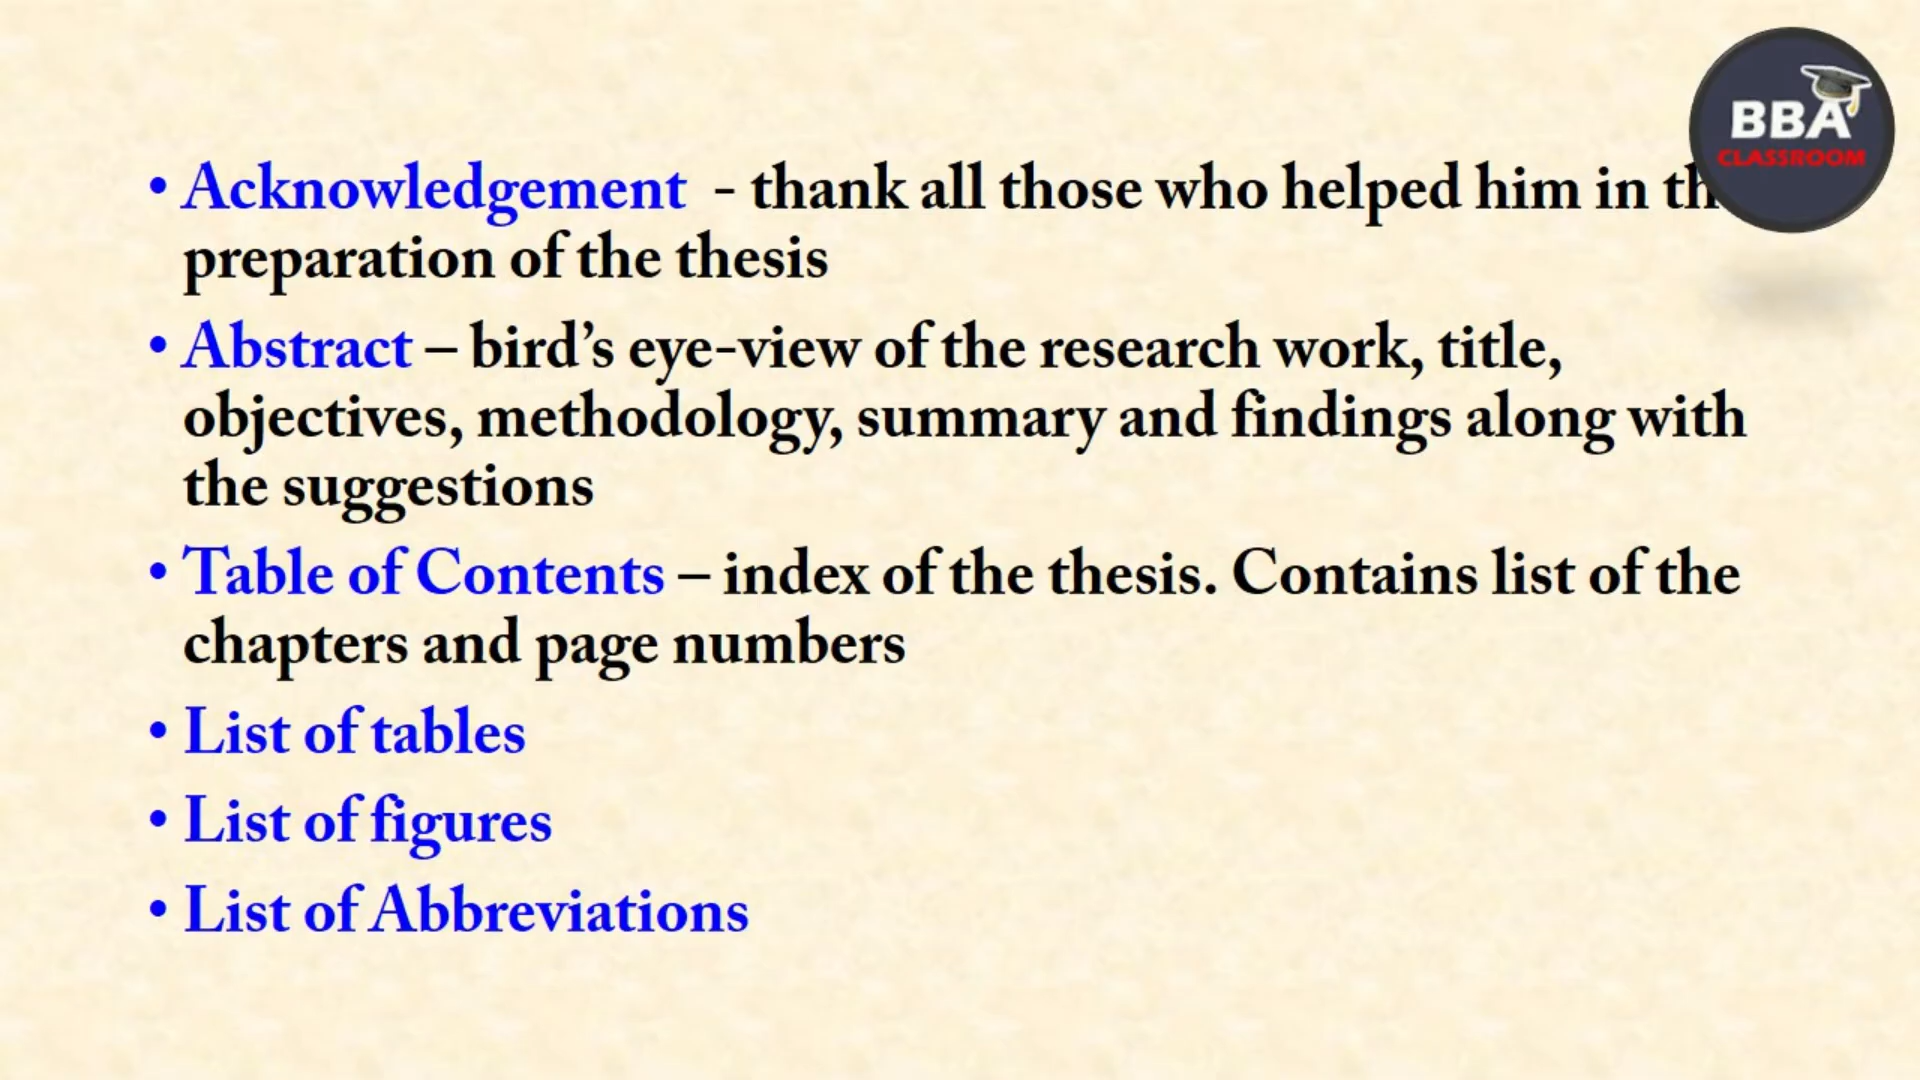 BBA
CLASSROOM
• Acknowledgement - thank all those who helped him in
preparation of the thesis
• Abstract – bird’s eye-view of the research work, title,
objectives, methodology, summary and findings along with
the suggestions
• Table of Contents – index of the thesis. Contains list of the
chapters and page numbers
• List of tables
• List of figures
• List of Abbreviations